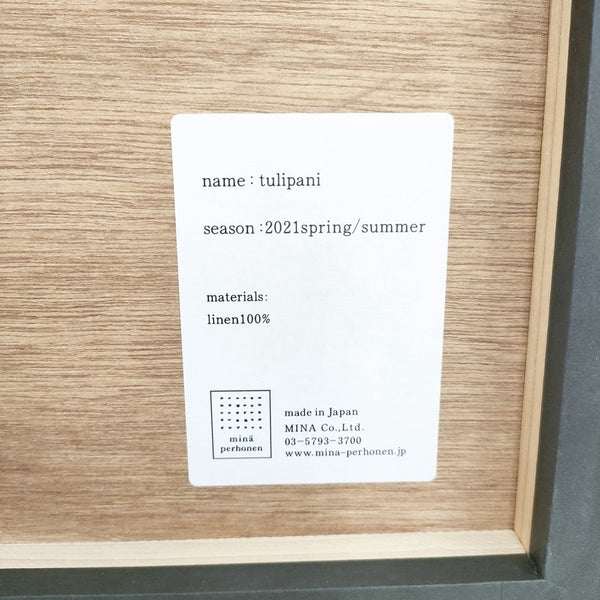 name : tulipani
season :2021spring/summer
materials:
linen100%
minä
perhonen
made in Japan
MINA Co.,Ltd.
03-5793-3700
www.mina-perhonen.jp